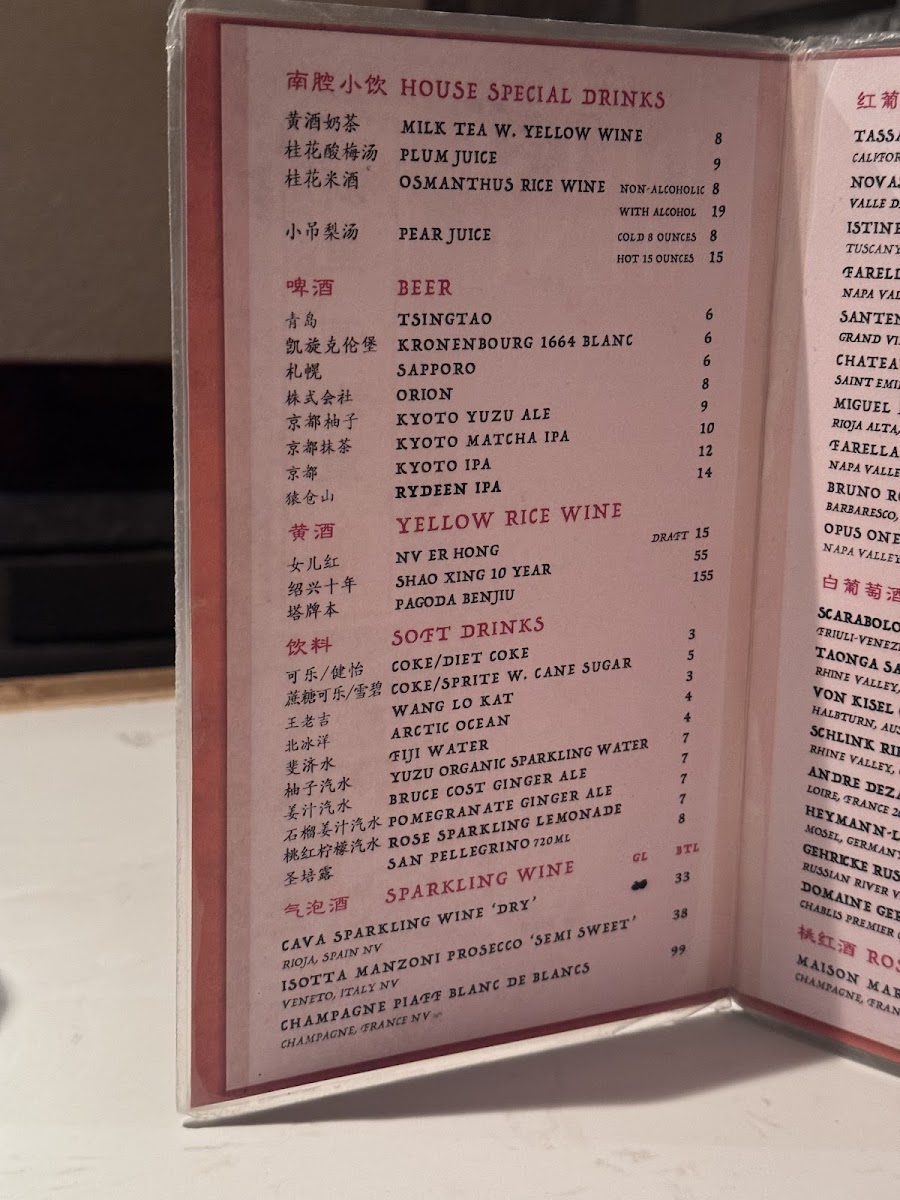 南腔小饮 HOUSE SPECIAL DRINKS
黄酒奶茶 MILK TEA W. YELLOW WINE 8
桂花酸梅汤 PLUM JUICE 9
桂花米酒 OSMANTHUS RICE WINE NON-ALCOHOLIC 8
WITH ALCOHOL 19
小吊梨汤 PEAR JUICE COLD 8 OUNCES 8
HOT 15 OUNCES 15
啤酒 BEER
青岛 TSINGTAO 6
凯旋克伦堡 KRONENBOURG 1664 BLANC 6
札幌 SAPPORO 6
株式会社 ORION 8
京都柚子 KYOTO YUZU ALE 9
京都抹茶 KYOTO MATCHA IPA 10
京都 KYOTO IPA 12
猿仓山 RYDEEN IPA 14
黄酒 YELLOW RICE WINE
女儿红 NV ER HONG DRAFT 15
绍兴十年 SHAO XING 10 YEAR 55
塔牌本 PAGODA BENJIU 155
饮料 SOFT DRINKS
可乐/健怡 COKE/DIET COKE 3
蔗糖可乐/雪碧 COKE/SPRITE W. CANE SUGAR 5
王老吉 WANG LO KAT 3
北冰洋 ARCTIC OCEAN 4
斐济水 FIJI WATER 4
柚子汽水 YUZU ORGANIC SPARKLING WATER 7
姜汁汽水 BRUCE COST GINGER ALE 7
石榴姜汁汽水 POMEGRANATE GINGER ALE 7
桃红柠檬汽水 ROSE SPARKLING LEMONADE 7
圣培露 SAN PELLEGRINO 720ML 8
气泡酒 SPARKLING WINE GL BTL
CAVA SPARKLING WINE 'DRY' 33
RIOJA, SPAIN NV
ISOTTA MANZONI PROSECCO 'SEMI SWEET' 38
VENETO, ITALY NV
CHAMPAGNE PIAFF BLANC DE BLANCS 99
CHAMPAGNE, FRANCE NV
红葡
TASSA
CALIFOR
NOVAS
VALLE D
ISTINE
TUSCANY
FARELL
NAPA VAL
SANTEN
GRAND VI
CHATEA
SAINT EMI
MIGUEL
RIOJA ALTA,
FARELLA
NAPA VALLE
BRUNO RO
BARBARESCO,
OPUS ONE
NAPA VALLEY
白葡萄酒
SCARABOLO
FRIULI-VENEZ
TAONGA SA
RHINE VALLEY,
VON KISEL
HALBTURN, AUS
SCHLINK RIE
RHINE VALLEY,
ANDRE DEZA
LOIRE, FRANCE 20
HEYMANN-L
MOSEL, GERMANY
GEHRICKE RUS
RUSSIAN RIVER V
DOMAINE GER
CHABLIS PREMIER
桃红酒 ROS
MAISON MAR
CHAMPAGNE, FRAN